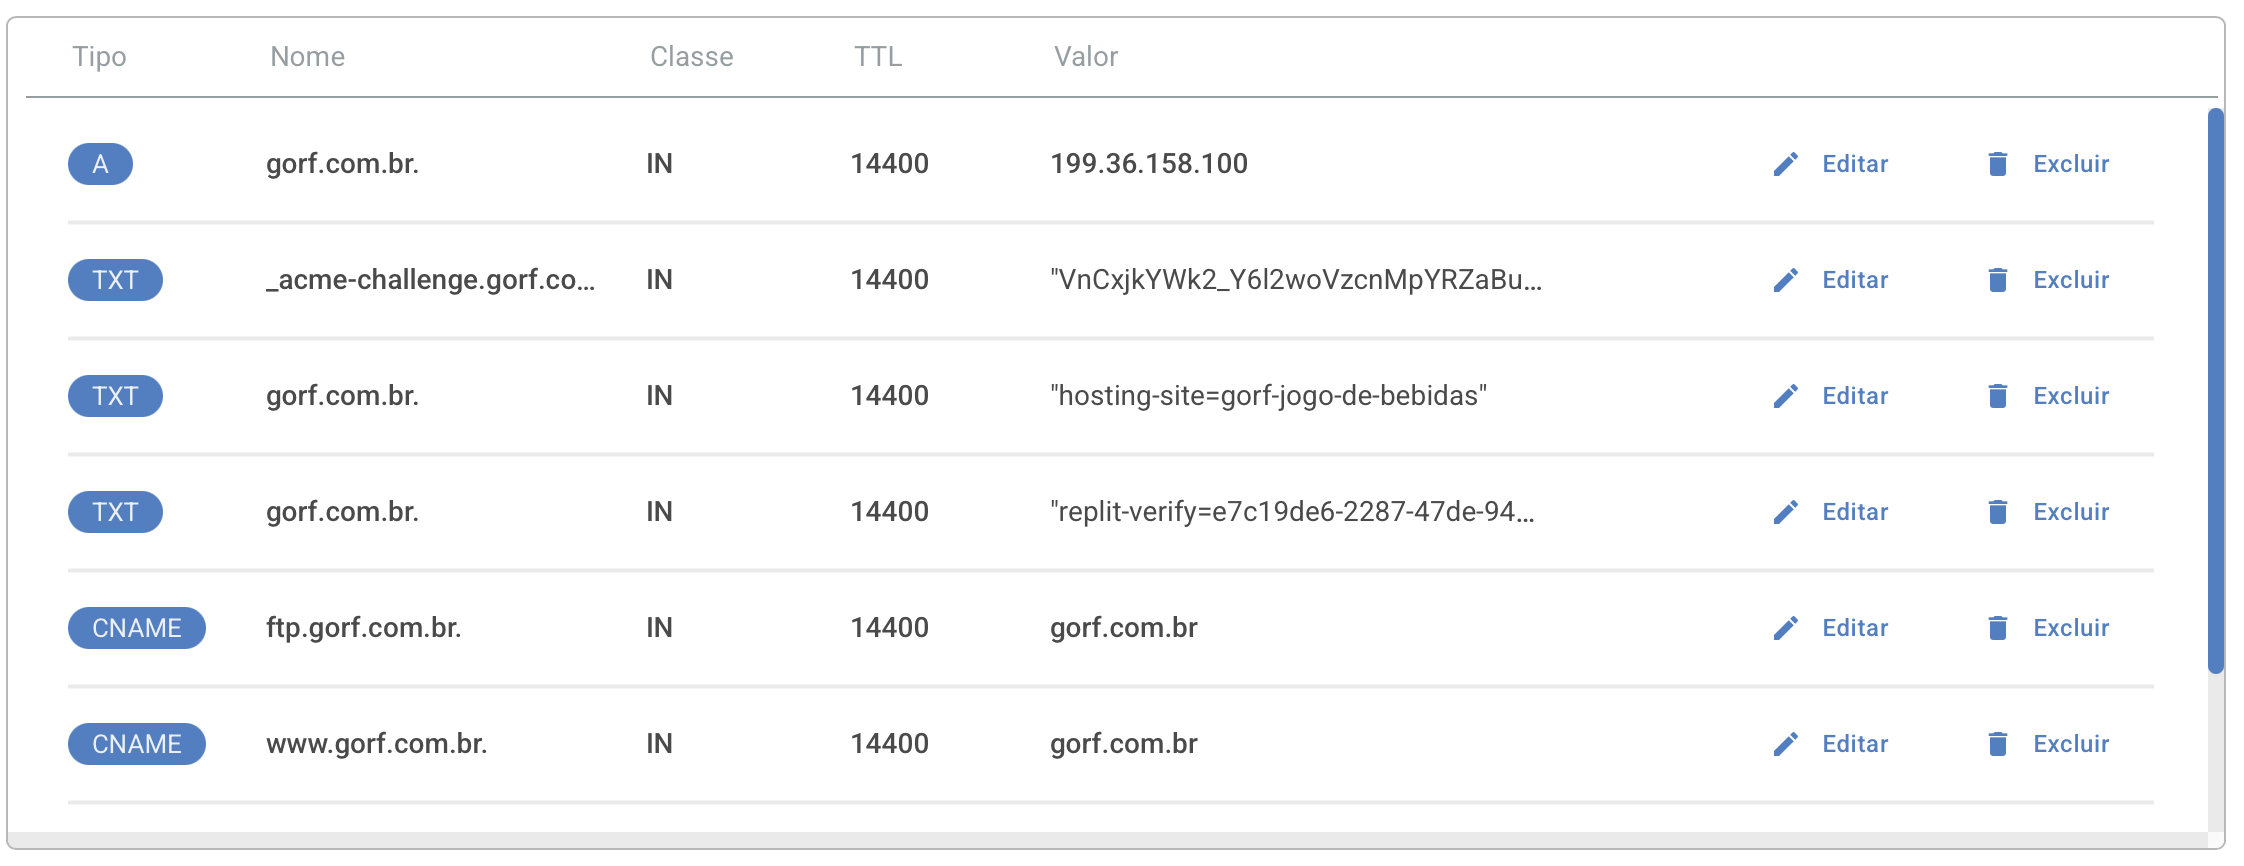 Tipo Nome Classe TTL Valor
A gorf.com.br. IN 14400 199.36.158.100 Editar Excluir
TXT _acme-challenge.gorf.co... IN 14400 "VnCxjkYWk2_Y6l2woVzcnMpYRZaBu... Editar Excluir
TXT gorf.com.br. IN 14400 "hosting-site=gorf-jogo-de-bebidas" Editar Excluir
TXT gorf.com.br. IN 14400 "replit-verify=e7c19de6-2287-47de-94... Editar Excluir
CNAME ftp.gorf.com.br. IN 14400 gorf.com.br Editar Excluir
CNAME www.gorf.com.br. IN 14400 gorf.com.br Editar Excluir